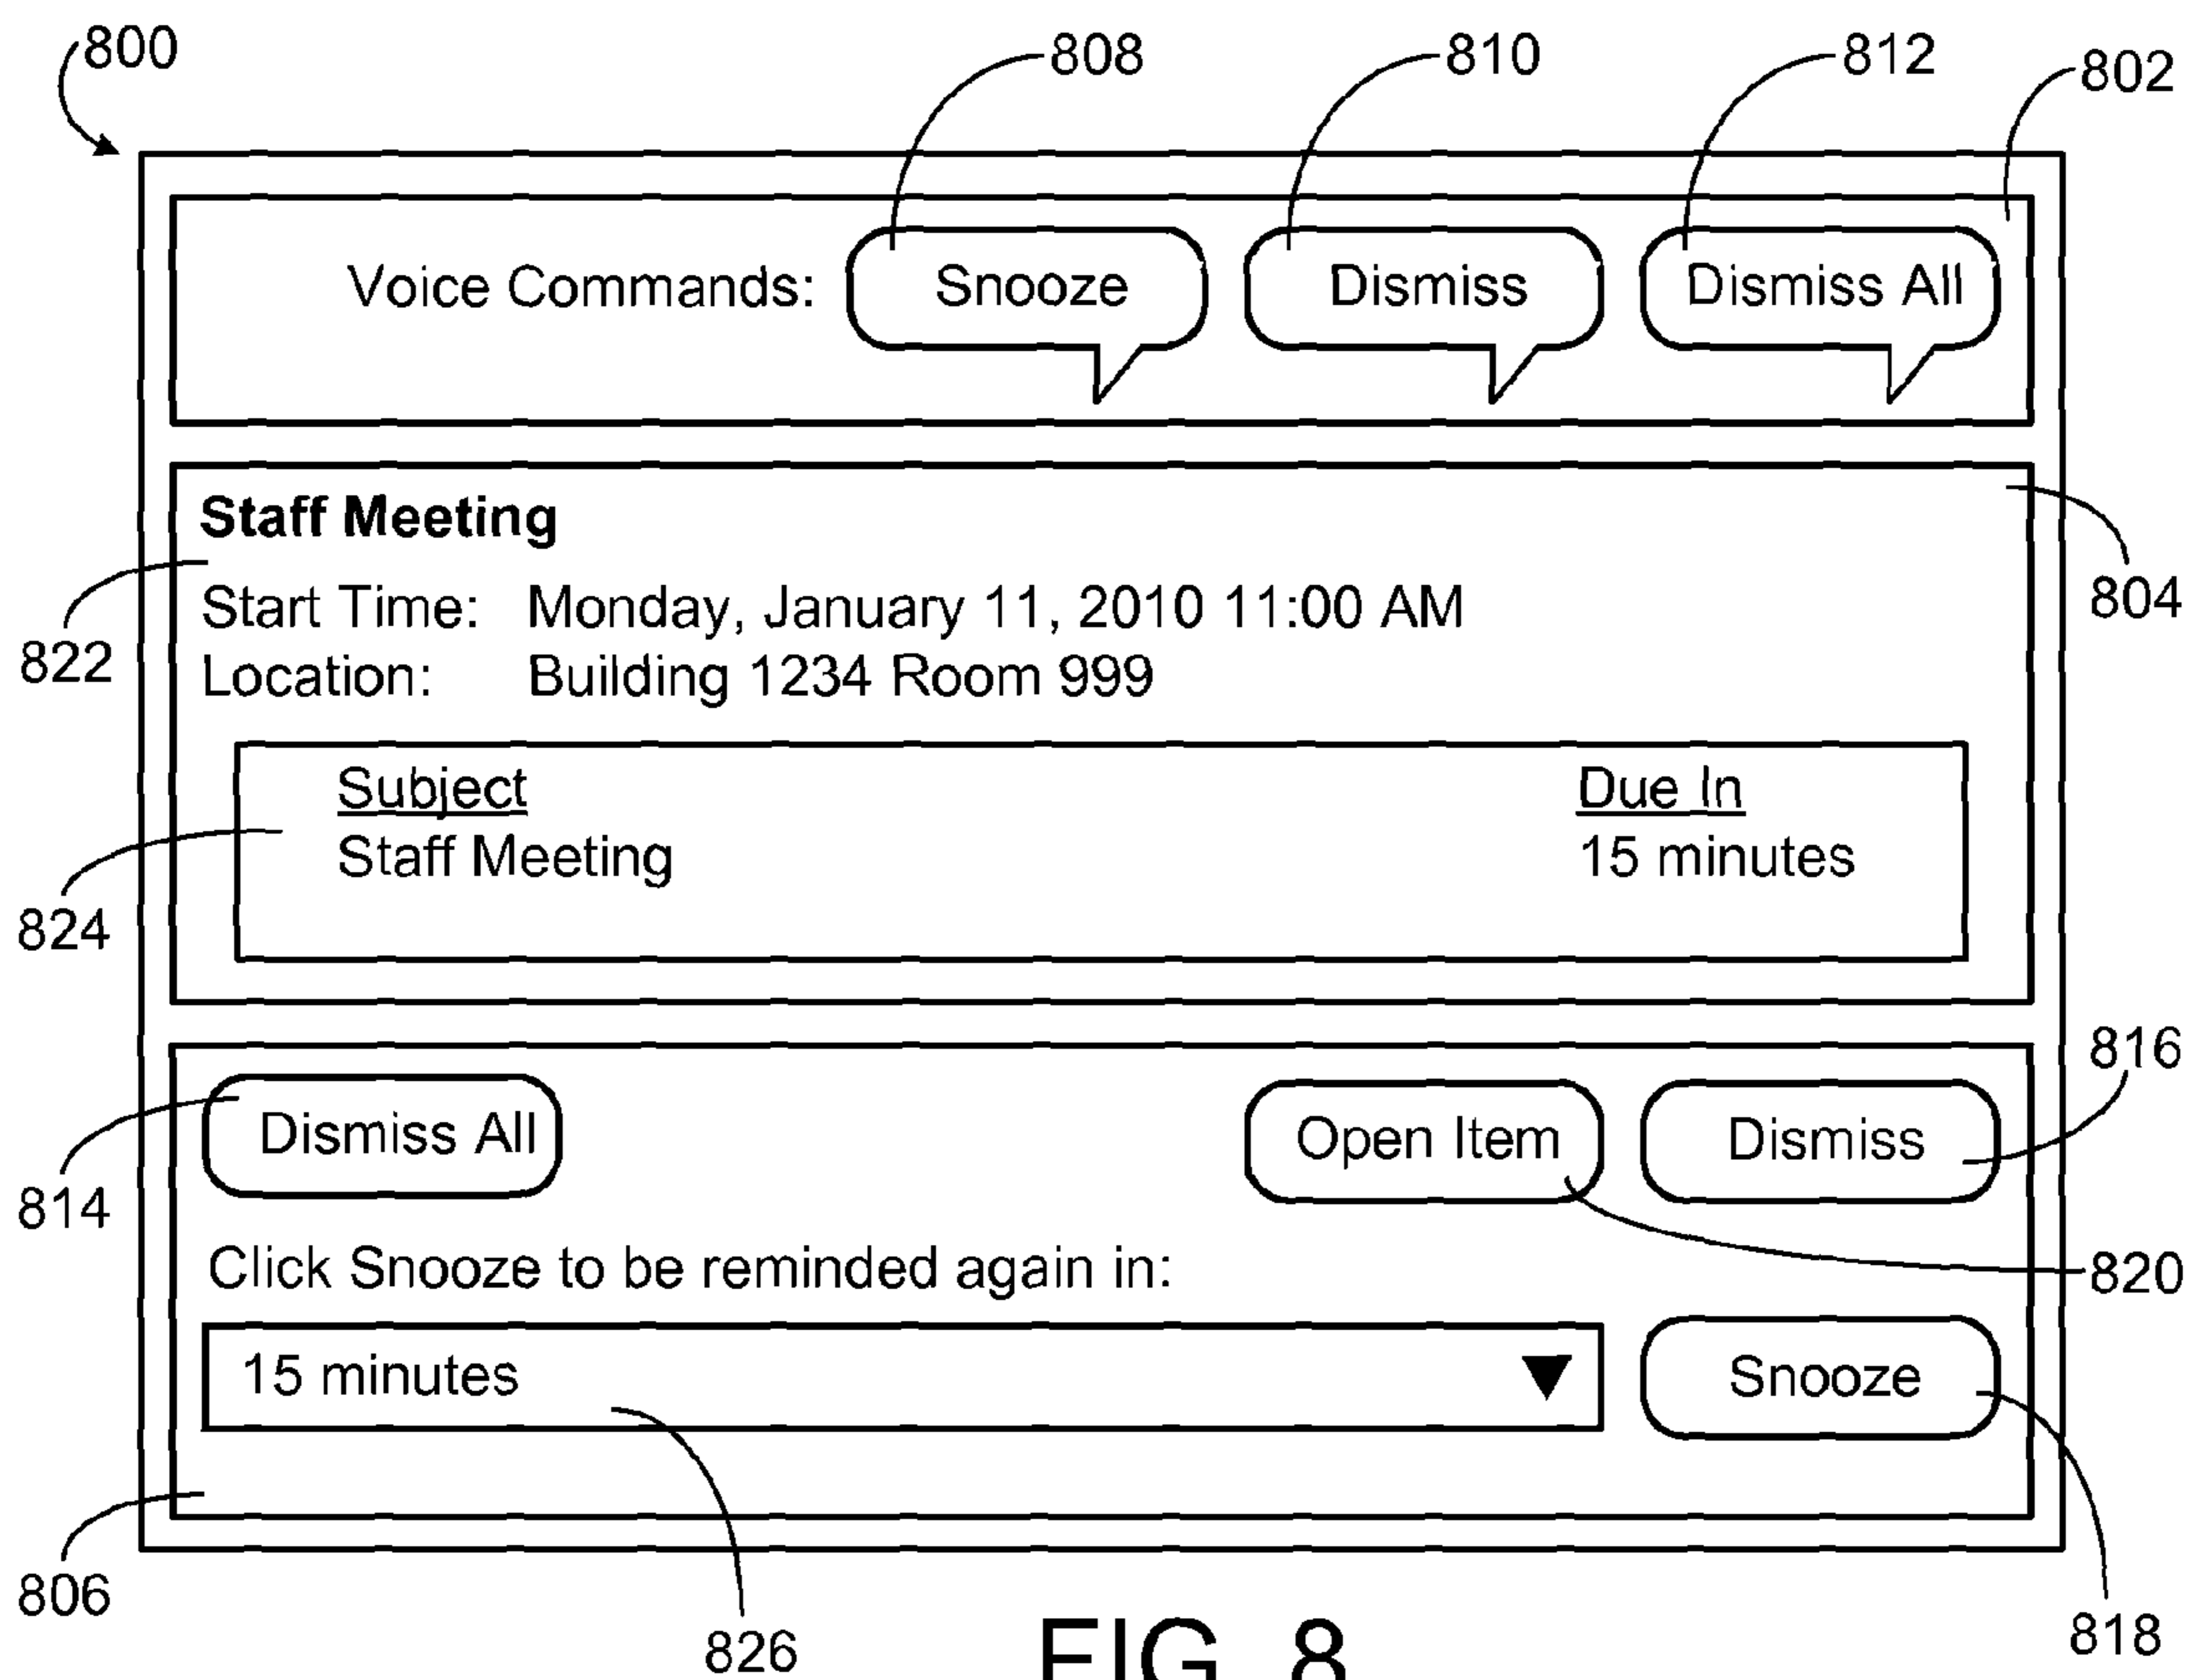 800
808
810
812
802
Voice Commands:
Snooze
Dismiss
Dismiss All
Staff Meeting
804
822
Start Time: Monday, January 11, 2010 11:00 AM
Location: Building 1234 Room 999
Subject Due In
Staff Meeting 15 minutes
824
816
Dismiss All
Open Item
Dismiss
814
Click Snooze to be reminded again in:
820
15 minutes
Snooze
806
826
818
FIG. 8